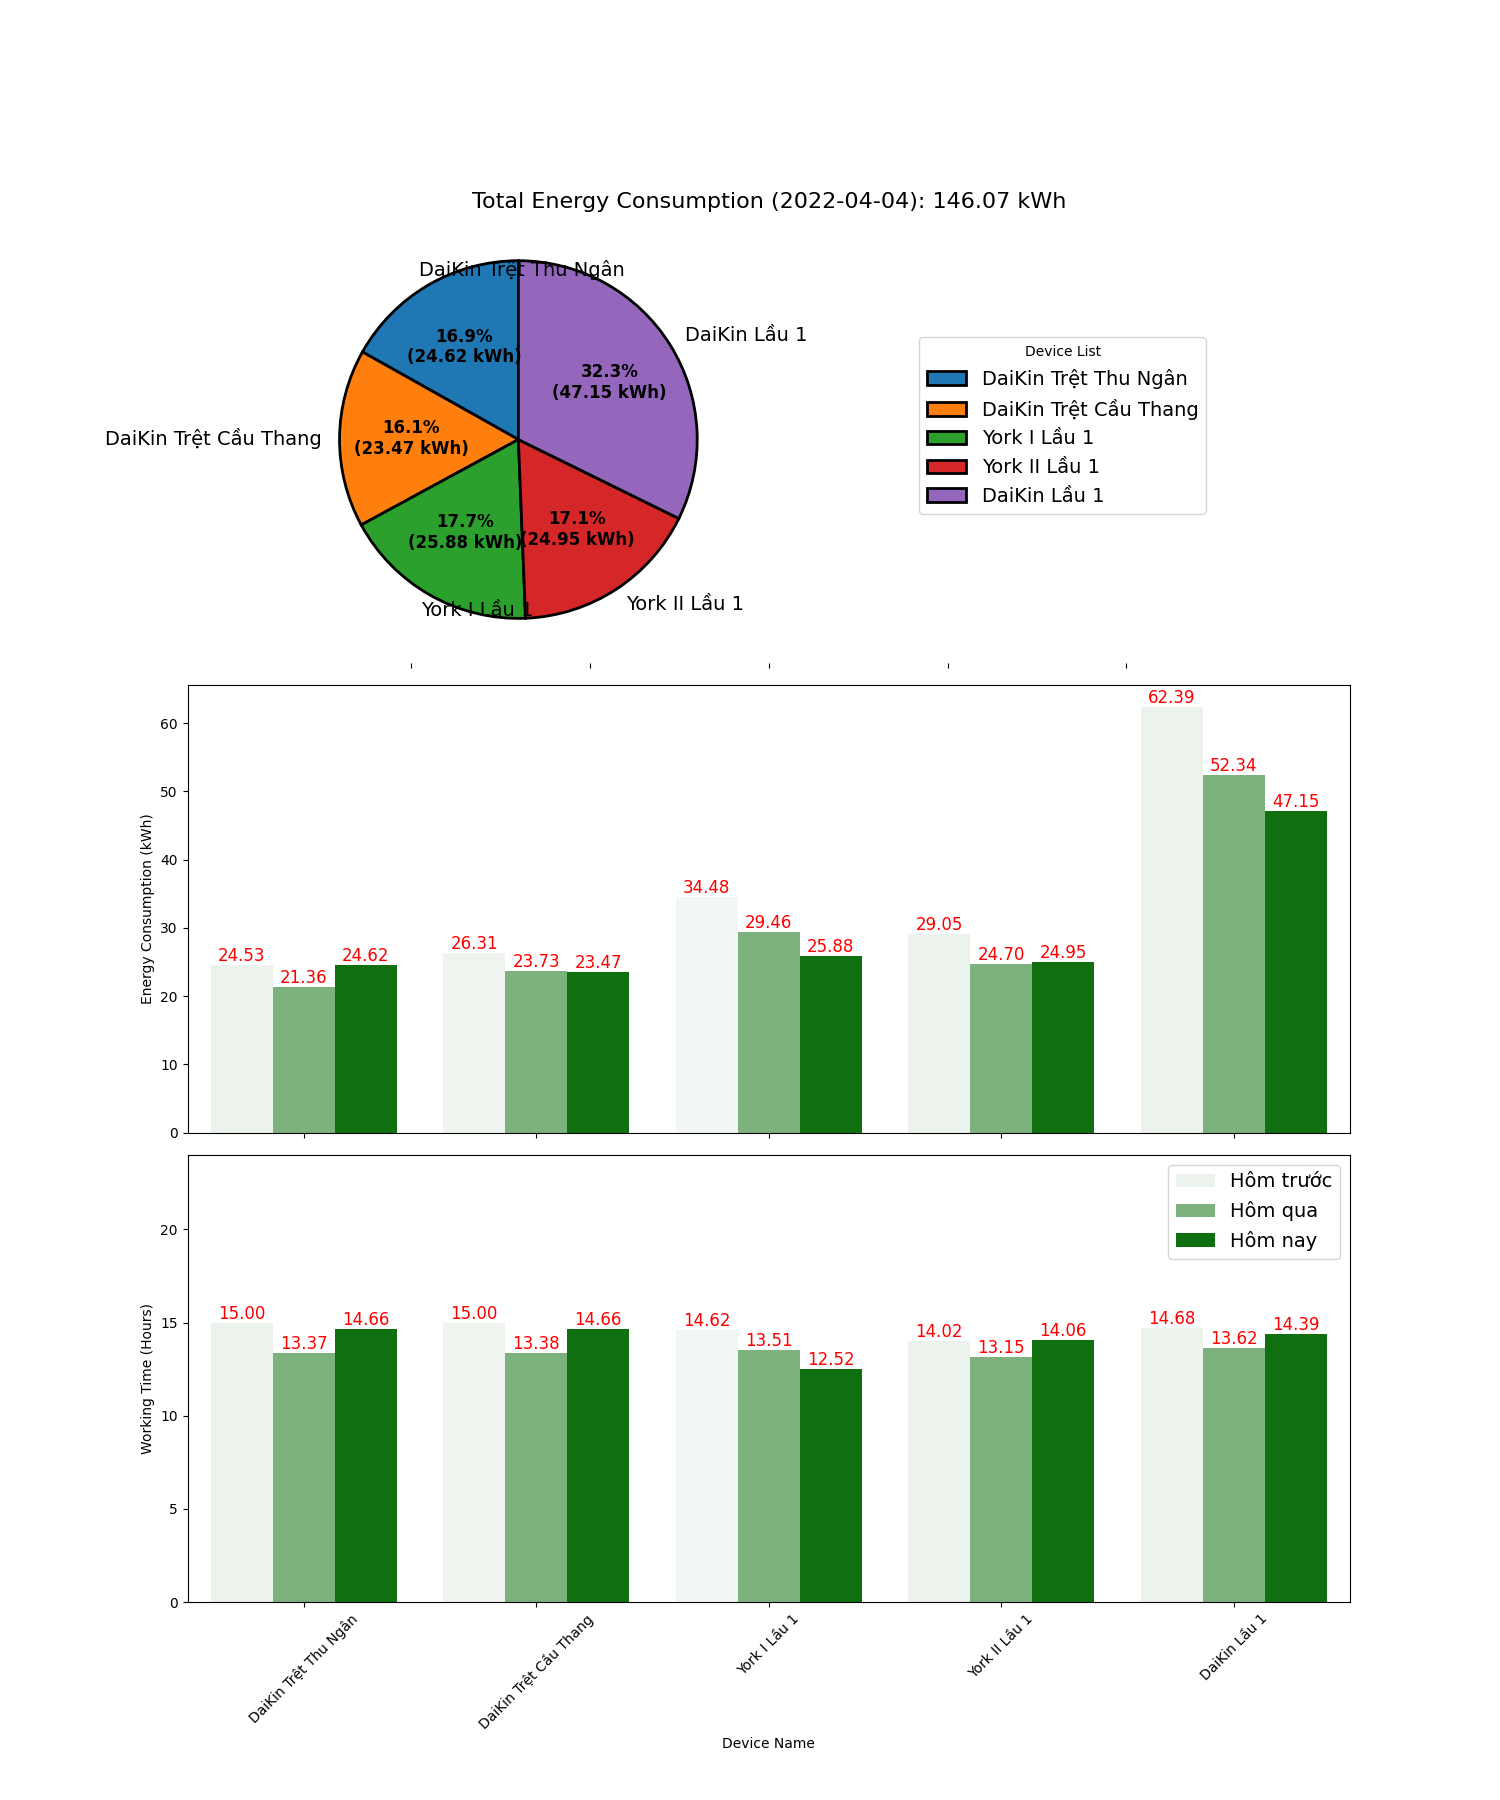 Total Energy Consumption (2022-04-04): 146.07 kWh
DaiKin Trệt Thu Ngân
DaiKin Lầu 1
16.9%
(24.62 kWh)
32.3%
(47.15 kWh)
DaiKin Trệt Cầu Thang
16.1%
(23.47 kWh)
17.7%
(25.88 kWh)
17.1%
(24.95 kWh)
York I Lầu 1
York II Lầu 1
Device List
DaiKin Trệt Thu Ngân
DaiKin Trệt Cầu Thang
York I Lầu 1
York II Lầu 1
DaiKin Lầu 1
Energy Consumption (kWh)
60
50
40
30
20
10
0
24.53
21.36
24.62
26.31
23.73
23.47
34.48
29.46
25.88
29.05
24.70
24.95
62.39
52.34
47.15
Hôm trước
Hôm qua
Hôm nay
Working Time (Hours)
20
15
10
5
0
15.00
13.37
14.66
15.00
13.38
14.66
14.62
13.51
12.52
14.02
13.15
14.06
14.68
13.62
14.39
DaiKin Trệt Thu Ngân
DaiKin Trệt Cầu Thang
York I Lầu 1
York II Lầu 1
DaiKin Lầu 1
Device Name